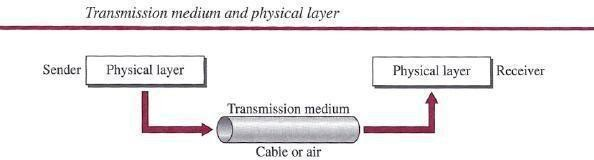 Transmission medium and physical layer
Sender
Physical layer
Physical layer
Receiver
Transmission medium
Cable or air